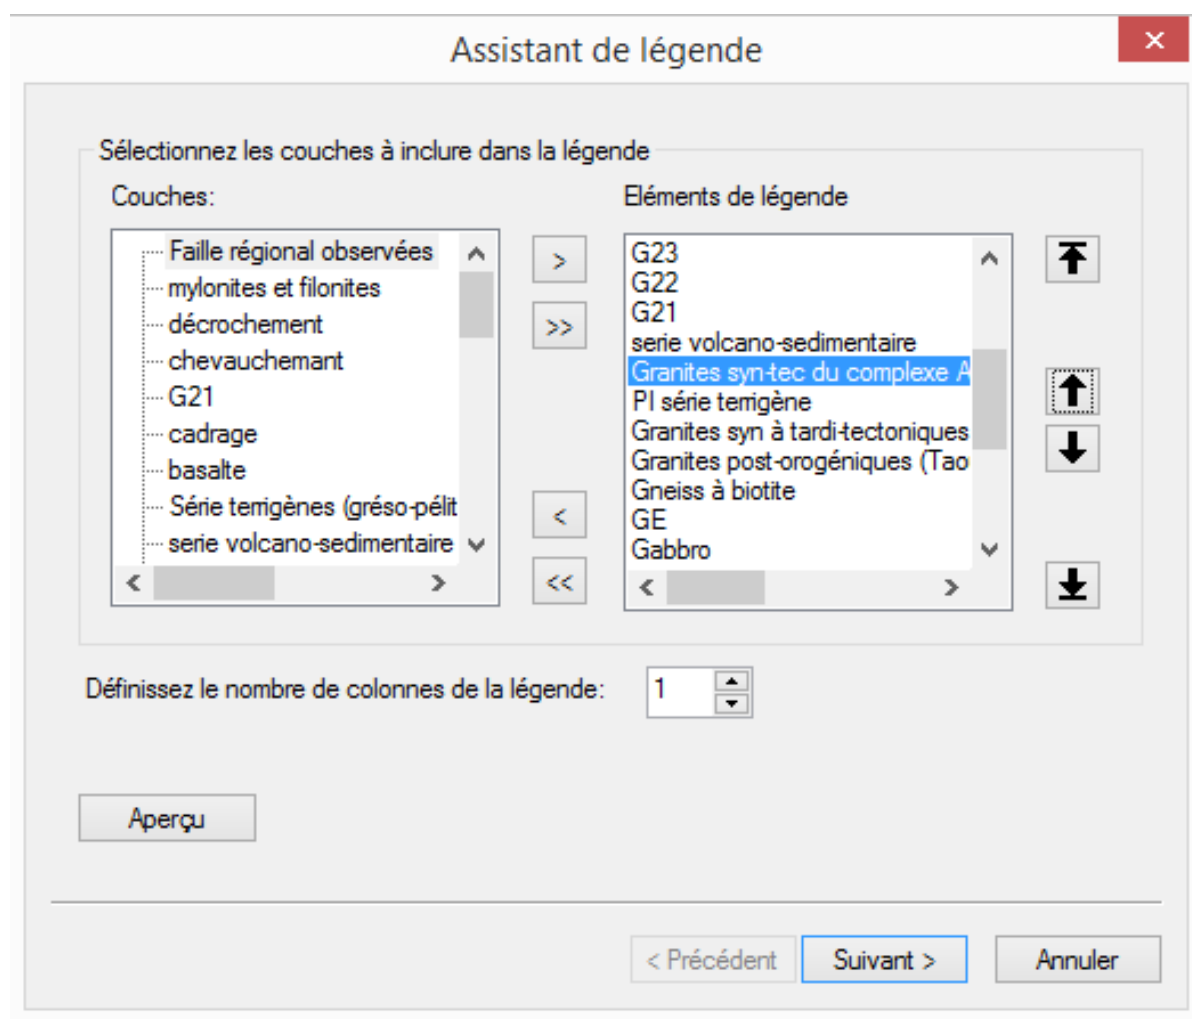 Assistant de légende
Sélectionnez les couches à inclure dans la légende
Couches:
Faille régional observées
mylonites et filonites
décrochement
chevauchemant
G21
cadrage
basalte
Série terrigènes (gréso-pélit
serie volcano-sedimentaire
>
>>
<
<<
Eléments de légende
G23
G22
G21
serie volcano-sedimentaire
Granites syn-tec du complexe A
PI série terrigène
Granites syn à tardi-tectoniques
Granites post-orogéniques (Tao
Gneiss à biotite
GE
Gabbro
Définissez le nombre de colonnes de la légende: 1
Aperçu
< Précédent Suivant > Annuler